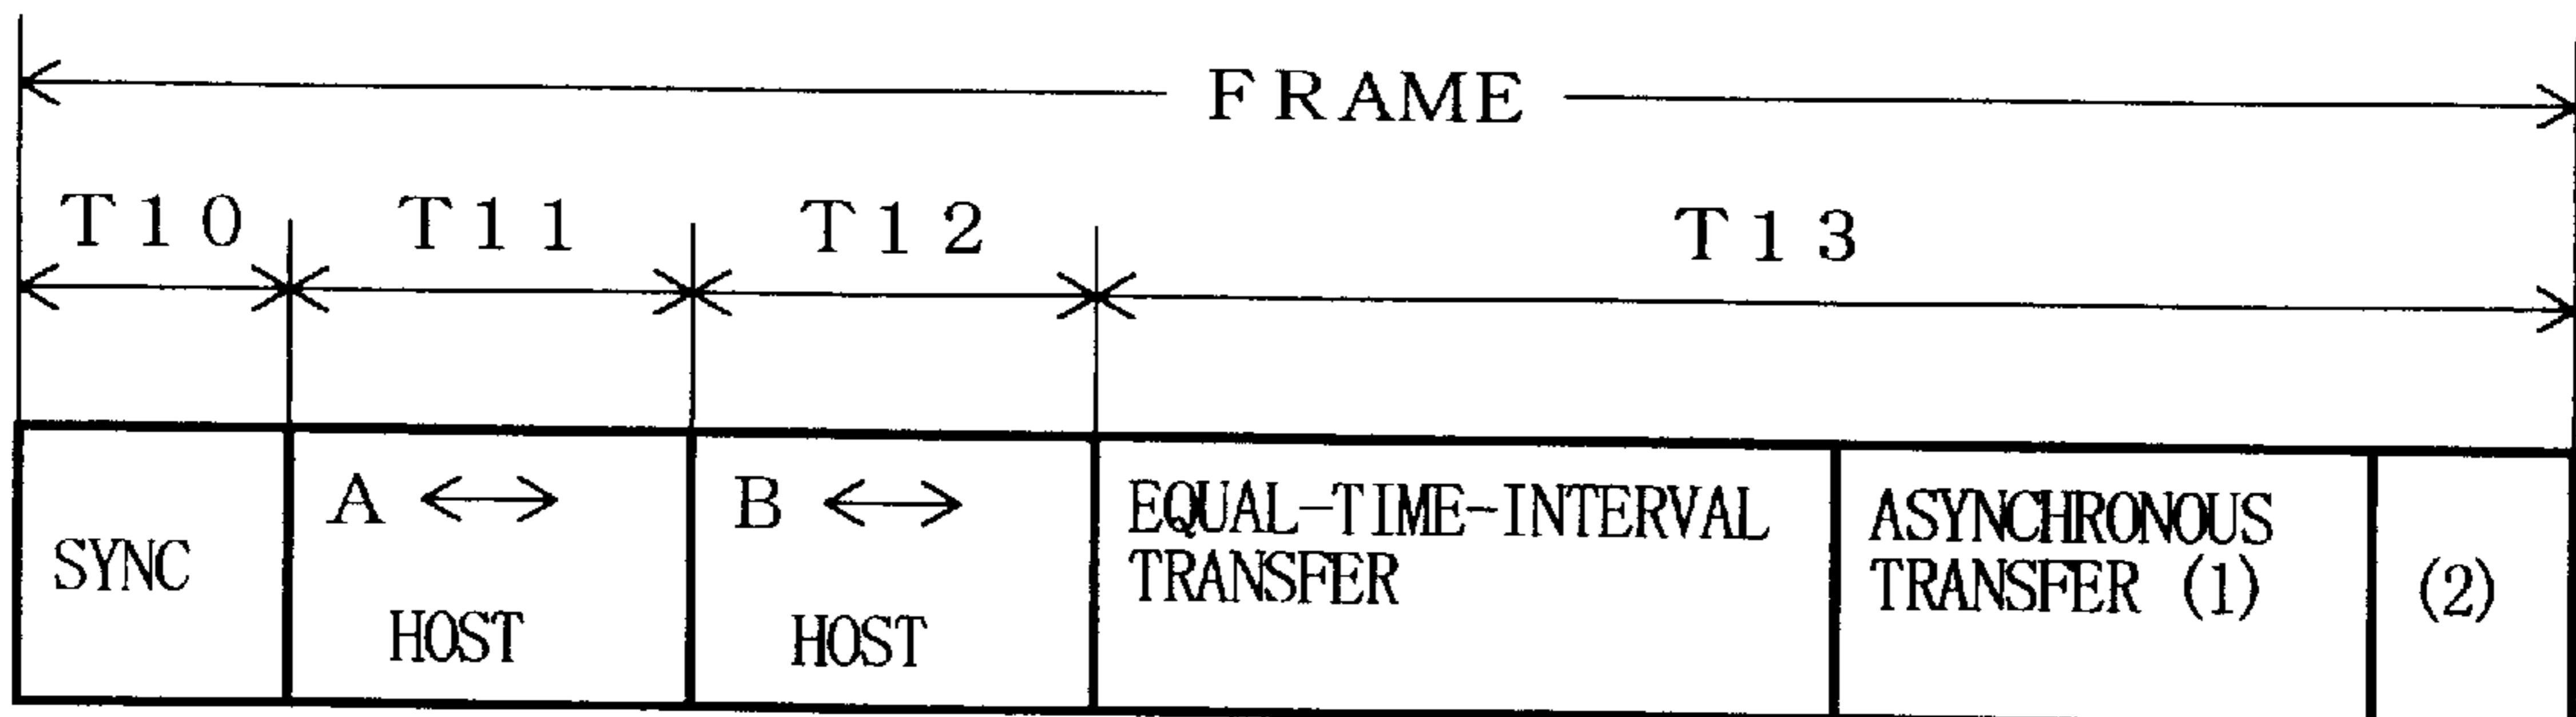 FRAME
T10 T11 T12 T13
SYNC
A ↔
HOST
B ↔
HOST
EQUAL-TIME-INTERVAL
TRANSFER
ASYNCHRONOUS
TRANSFER (1)
(2)